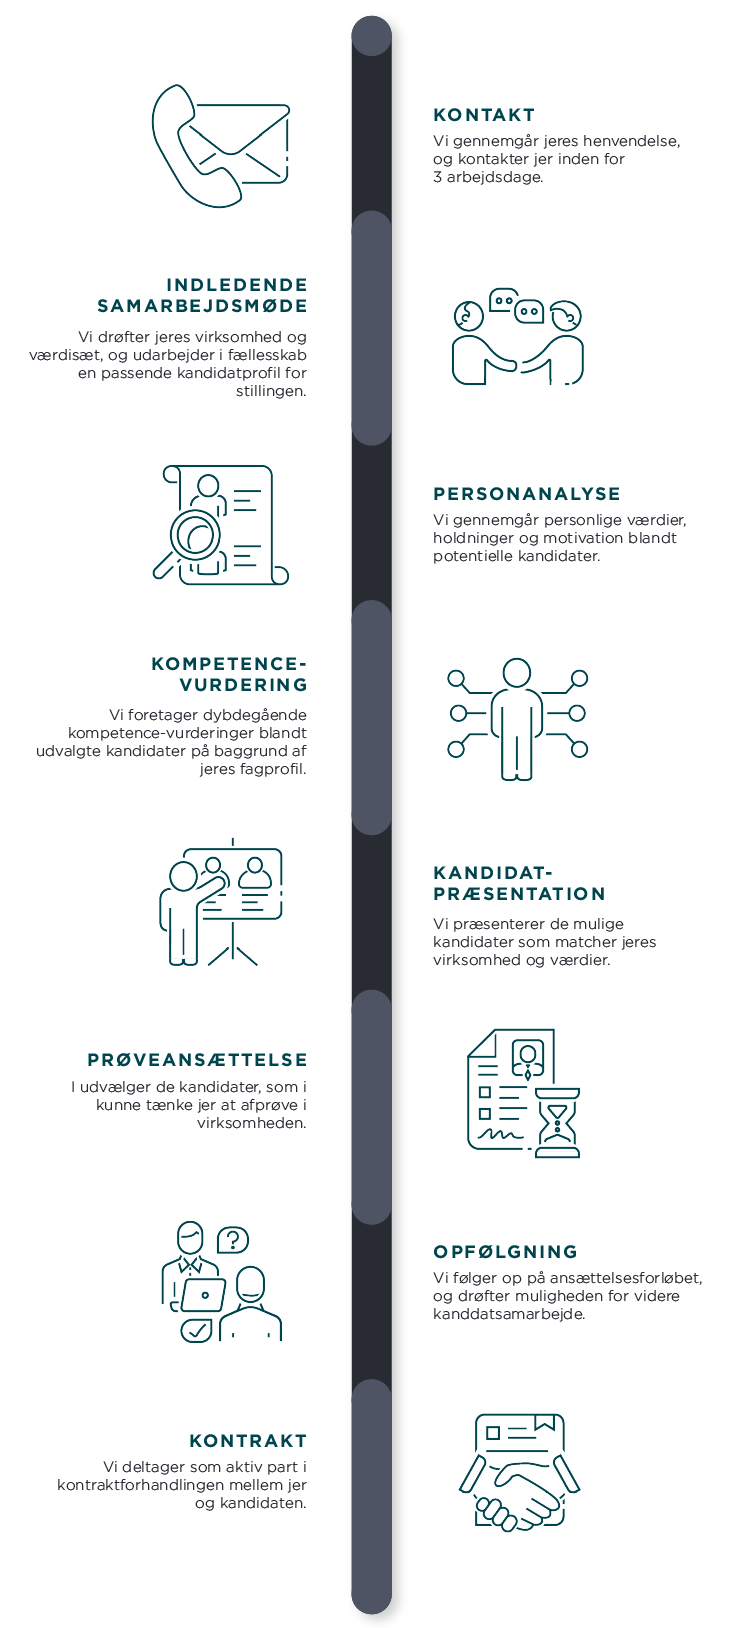 KONTAKT
Vi gennemgår jeres henvendelse,
og kontakter jer inden for
3 arbejdsdage.
INDLEDENDE
SAMARBEJDSMØDE
Vi drøfter jeres virksomhed og
værdisæt, og udarbejder i fællesskab
en passende kandidatprofil for
stillingen.
PERSONANALYSE
Vi gennemgår personlige værdier,
holdninger og motivation blandt
potentielle kandidater.
KOMPETENCE-
VURDERING
Vi foretager dybdegående
kompetence-vurderinger blandt
udvalgte kandidater på baggrund af
jeres fagprofil.
KANDIDAT-
PRÆSENTATION
Vi præsenterer de mulige
kandidater som matcher jeres
virksomhed og værdier.
PRØVEANSÆTTELSE
I udvælger de kandidater, som i
kunne tænke jer at afprøve i
virksomheden.
?
OPFØLGNING
Vi følger op på ansættelsesforløbet,
og drøfter muligheden for videre
kanddatsamarbejde.
KONTRAKT
Vi deltager som aktiv part i
kontraktforhandlingen mellem jer
og kandidaten.